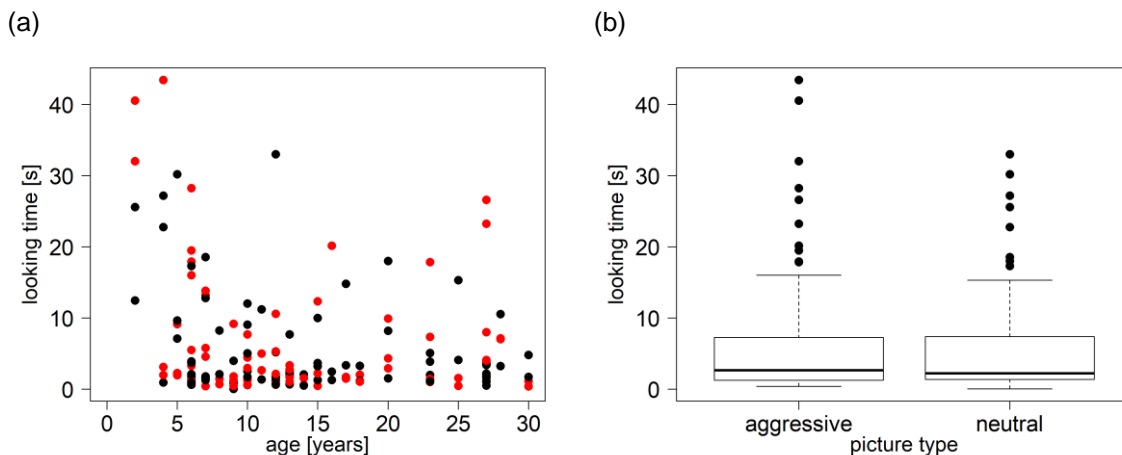 (a)
(b)
looking time [s]
40
30
20
10
0
0 5 10 15 20 25 30
age [years]
looking time [s]
40
30
20
10
0
aggressive neutral
picture type